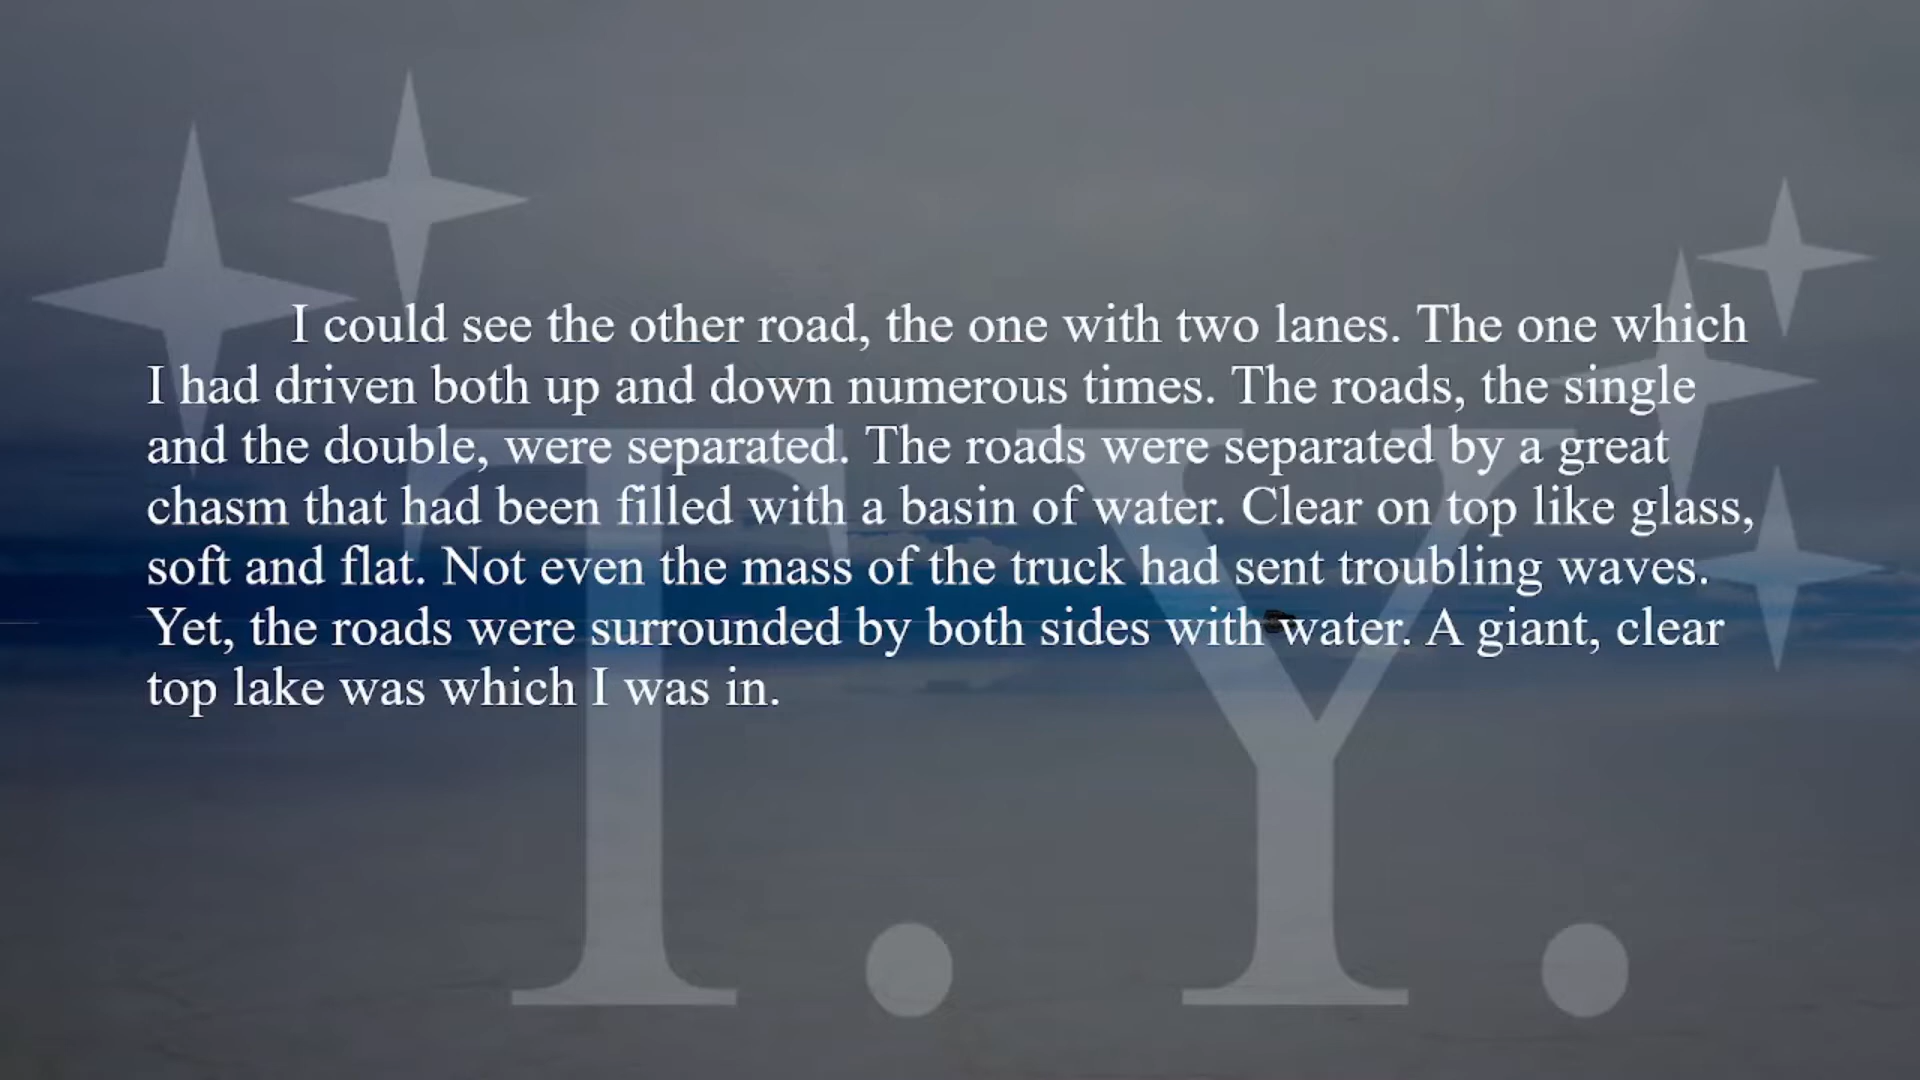 I could see the other road, the one with two lanes. The one which
I had driven both up and down numerous times. The roads, the single
and the double, were separated. The roads were separated by a great
chasm that had been filled with a basin of water. Clear on top like glass,
soft and flat. Not even the mass of the truck had sent troubling waves.
Yet, the roads were surrounded by both sides with water. A giant, clear
top lake was which I was in.
T.Y.